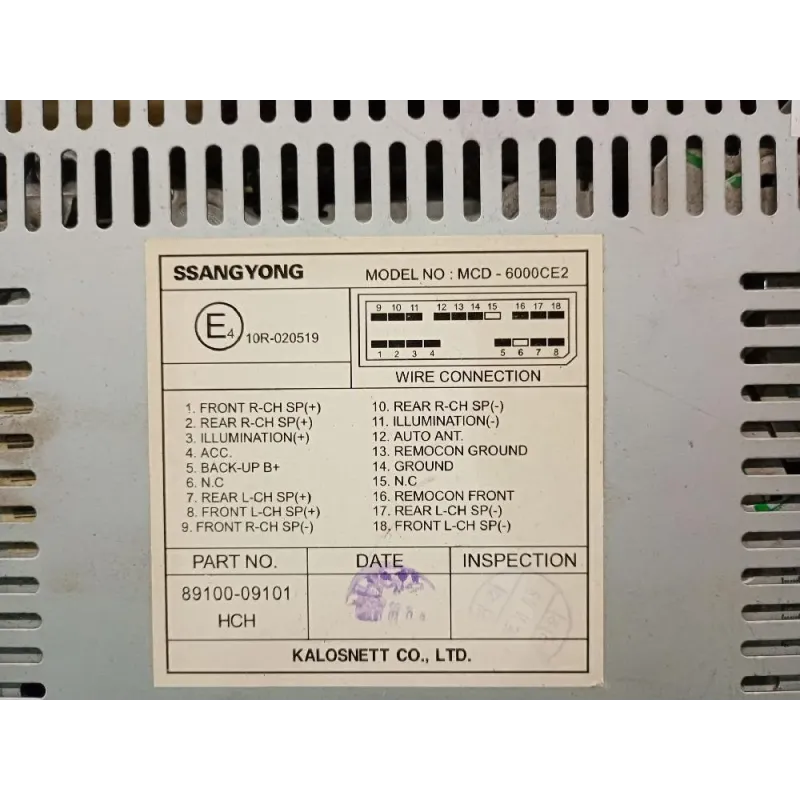 SSANGYONG MODEL NO : MCD - 6000CE2
9 10 11 12 13 14 15 16 17 18
E4 10R-020519
1 2 3 4 5 6 7 8
WIRE CONNECTION
1. FRONT R-CH SP(+)
2. REAR R-CH SP(+)
3. ILLUMINATION(+)
4. ACC.
5. BACK-UP B+
6. N.C
7. REAR L-CH SP(+)
8. FRONT L-CH SP(+)
9. FRONT R-CH SP(-)
10. REAR R-CH SP(-)
11. ILLUMINATION(-)
12. AUTO ANT.
13. REMOCON GROUND
14. GROUND
15. N.C
16. REMOCON FRONT
17. REAR L-CH SP(-)
18. FRONT L-CH SP(-)
PART NO. DATE INSPECTION
89100-09101
HCH
KALOSNETT CO., LTD.